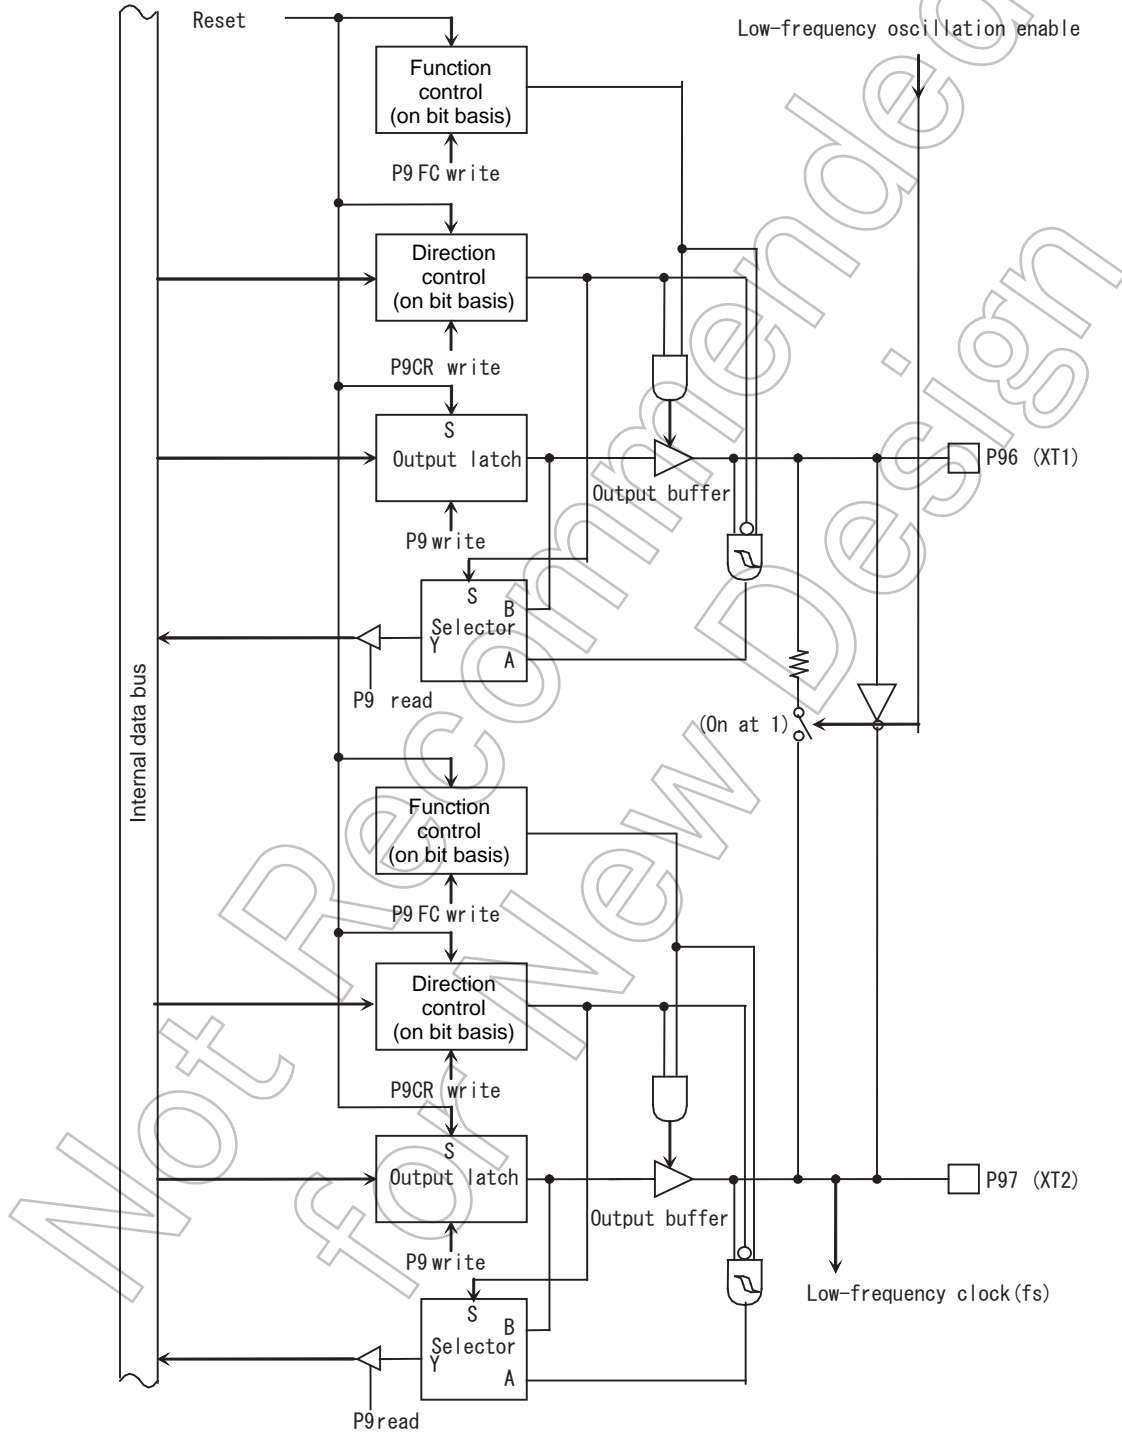 Reset
Low-frequency oscillation enable
Function
control
(on bit basis)
P9 FC write
Direction
control
(on bit basis)
P9CR write
S
Output latch
P96 (XT1)
Output buffer
P9 write
S
B
Selector
Y
A
P9 read
(On at 1)
Internal data bus
Function
control
(on bit basis)
P9 FC write
Direction
control
(on bit basis)
P9CR write
S
Output latch
P97 (XT2)
Output buffer
P9 write
Low-frequency clock(fs)
S
B
Selector
Y
A
P9 read
Not Recommended
for New Design